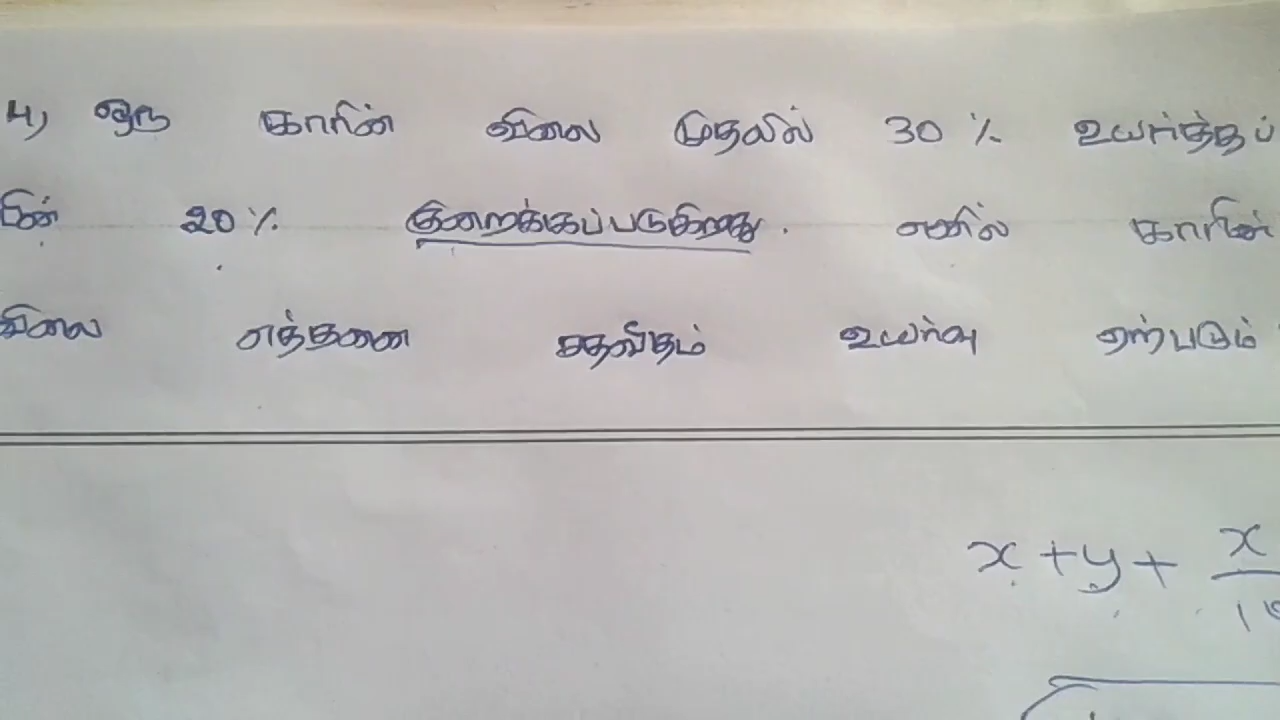 4) ஒரு காரின் விலை முதலில் 30 % உயர்த்தப்
பின் 20 % குறைக்கப்படுகிறது. எனில் காரின்
விலை எத்தனை சதவீதம் உயர்வு ஏற்படும்
x + y + x